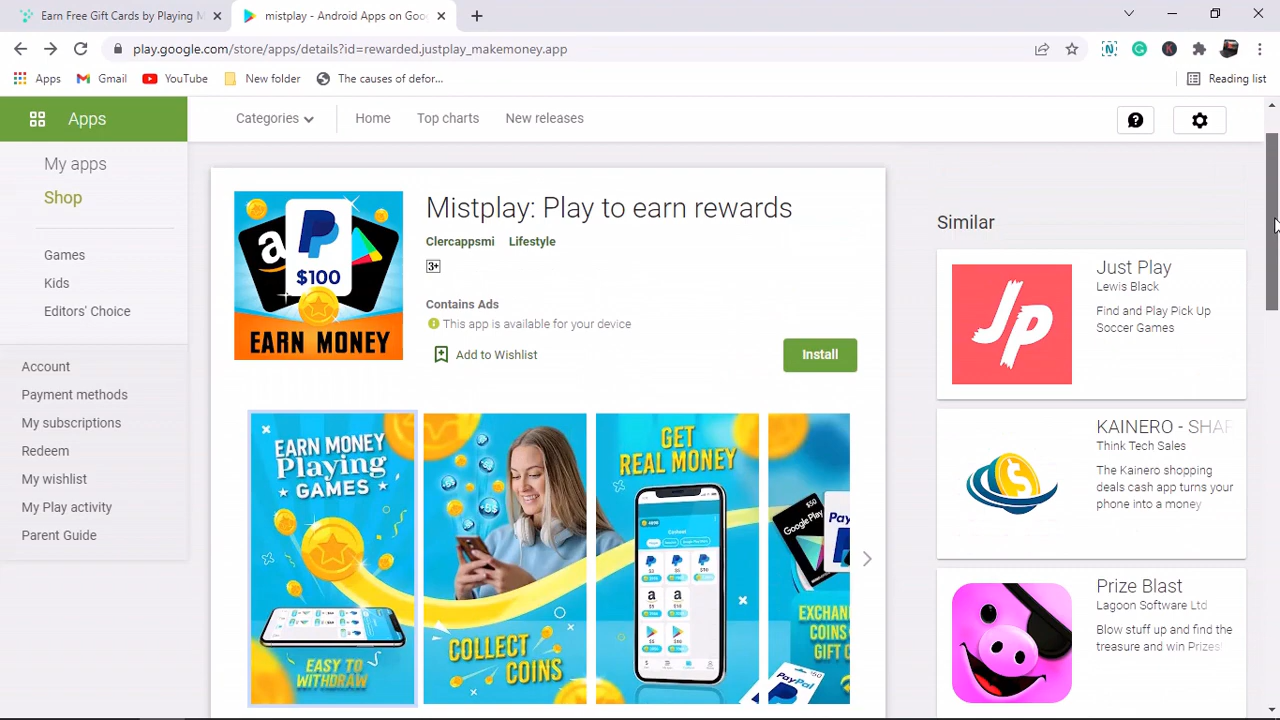 Earn Free Gift Cards by Playing M
mistplay - Android Apps on Goo
play.google.com/store/apps/details?id=rewarded.justplay_makemoney.app
Apps
Gmail
YouTube
New folder
The causes of defor...
Reading list
Apps
Categories
Home
Top charts
New releases
My apps
Shop
Games
Kids
Editors' Choice
Account
Payment methods
My subscriptions
Redeem
My wishlist
My Play activity
Parent Guide
a
$100
EARN MONEY
Mistplay: Play to earn rewards
Clercappsmi Lifestyle
3+
Contains Ads
This app is available for your device
Add to Wishlist
Install
EARN MONEY
Playing
GAMES
EASY TO
WITHDRAW
COLLECT
COINS
GET
REAL MONEY
$50
Google Play
PayPal
EXCHAN
COINS
GIFT C
Similar
JP
Just Play
Lewis Black
Find and Play Pick Up
Soccer Games
KAINERO - SHAR
Think Tech Sales
The Kainero shopping
deals cash app turns your
phone into a money
Prize Blast
Lagoon Software Ltd
Blow stuff up and find the
treasure and win Prizes